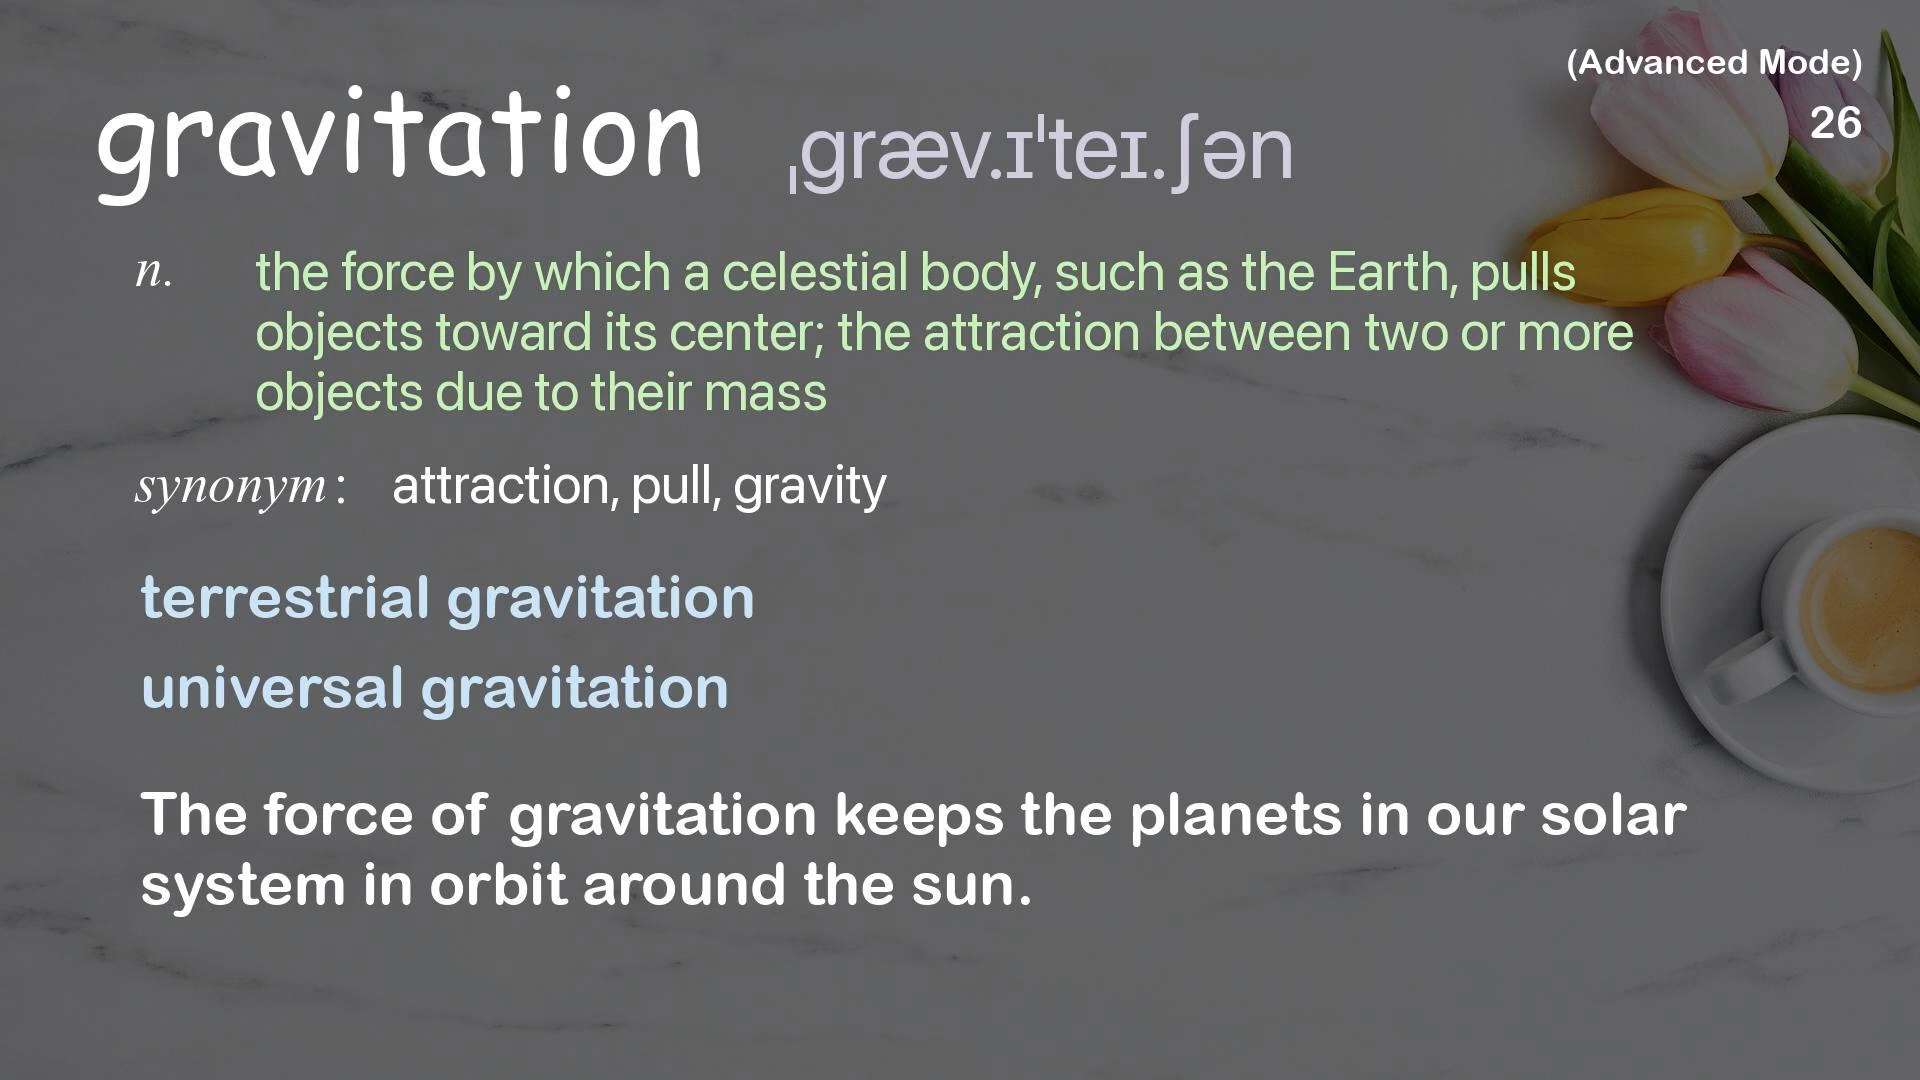 (Advanced Mode)
26
gravitation ˌɡræv.ɪˈteɪ.ʃən
n. the force by which a celestial body, such as the Earth, pulls
objects toward its center; the attraction between two or more
objects due to their mass
synonym : attraction, pull, gravity
terrestrial gravitation
universal gravitation
The force of gravitation keeps the planets in our solar
system in orbit around the sun.